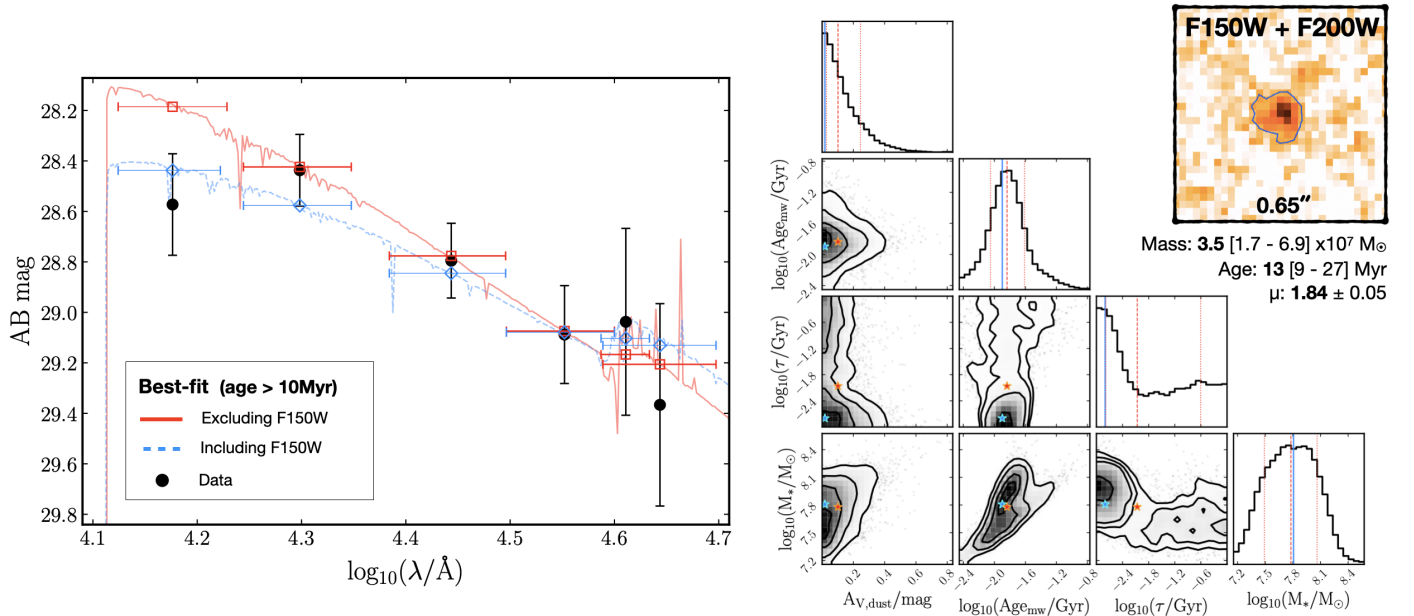 28.2
28.4
28.6
28.8
29.0
29.2
29.4
29.6
29.8
AB mag
4.1 4.2 4.3 4.4 4.5 4.6 4.7
log₁₀(λ/Å)
Best-fit (age > 10Myr)
Excluding F150W
Including F150W
Data
F150W + F200W
0.65″
Mass: 3.5 [1.7 - 6.9] x10⁷ M⊙
Age: 13 [9 - 27] Myr
μ: 1.84 ± 0.05
log₁₀(Age_mw/Gyr)
−0.8
−1.2
−1.6
−2.0
−2.4
log₁₀(τ/Gyr)
−0.6
−1.2
−1.8
−2.4
log₁₀(M*/M⊙)
8.4
8.1
7.8
7.5
7.2
0.2 0.4 0.6 0.8
A_V,dust/mag
−2.4 −2.0 −1.6 −1.2 −0.8
log₁₀(Age_mw/Gyr)
−2.4 −1.8 −1.2 −0.6
log₁₀(τ/Gyr)
7.2 7.5 7.8 8.1 8.4
log₁₀(M*/M⊙)